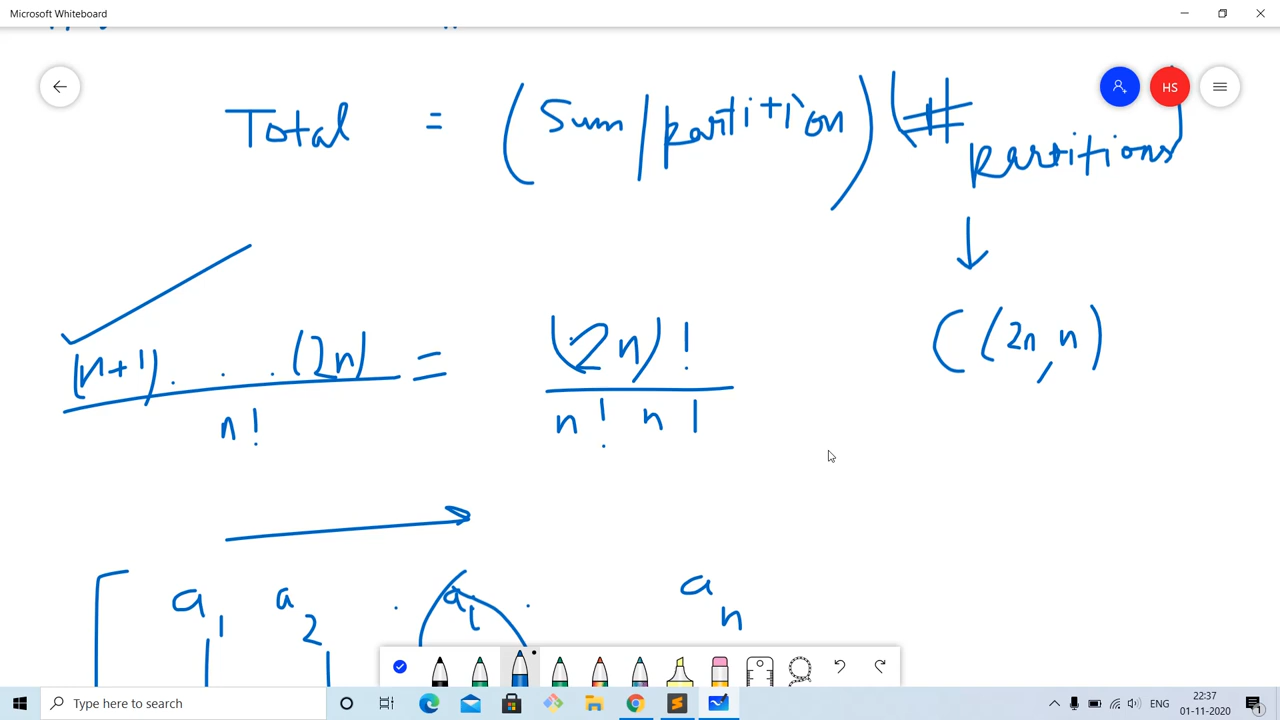 Microsoft Whiteboard
HS
Total = (Sum/partition) (# partitions)
(n+1) . . . (2n) = (2n)!
n! n! n!
C(2n, n)
a1 a2 . ai . an
Type here to search
ENG
22:37
01-11-2020
1